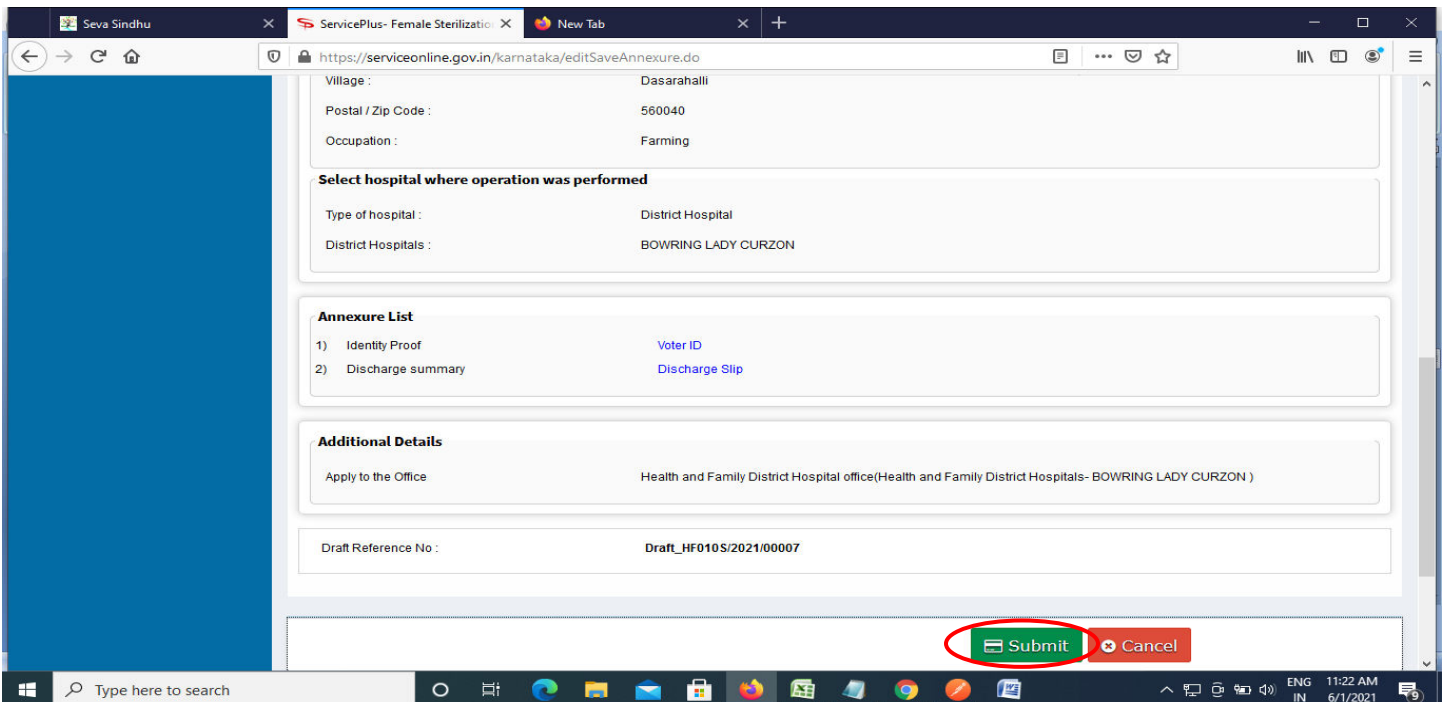 Seva Sindhu
ServicePlus- Female Sterilizatio
New Tab
https://serviceonline.gov.in/karnataka/editSaveAnnexure.do
Village : Dasarahalli
Postal / Zip Code : 560040
Occupation : Farming
Select hospital where operation was performed
Type of hospital : District Hospital
District Hospitals : BOWRING LADY CURZON
Annexure List
1) Identity Proof Voter ID
2) Discharge summary Discharge Slip
Additional Details
Apply to the Office Health and Family District Hospital office(Health and Family District Hospitals- BOWRING LADY CURZON )
Draft Reference No : Draft_HF010S/2021/00007
Submit Cancel
Type here to search
ENG 11:22 AM
IN 6/1/2021
9